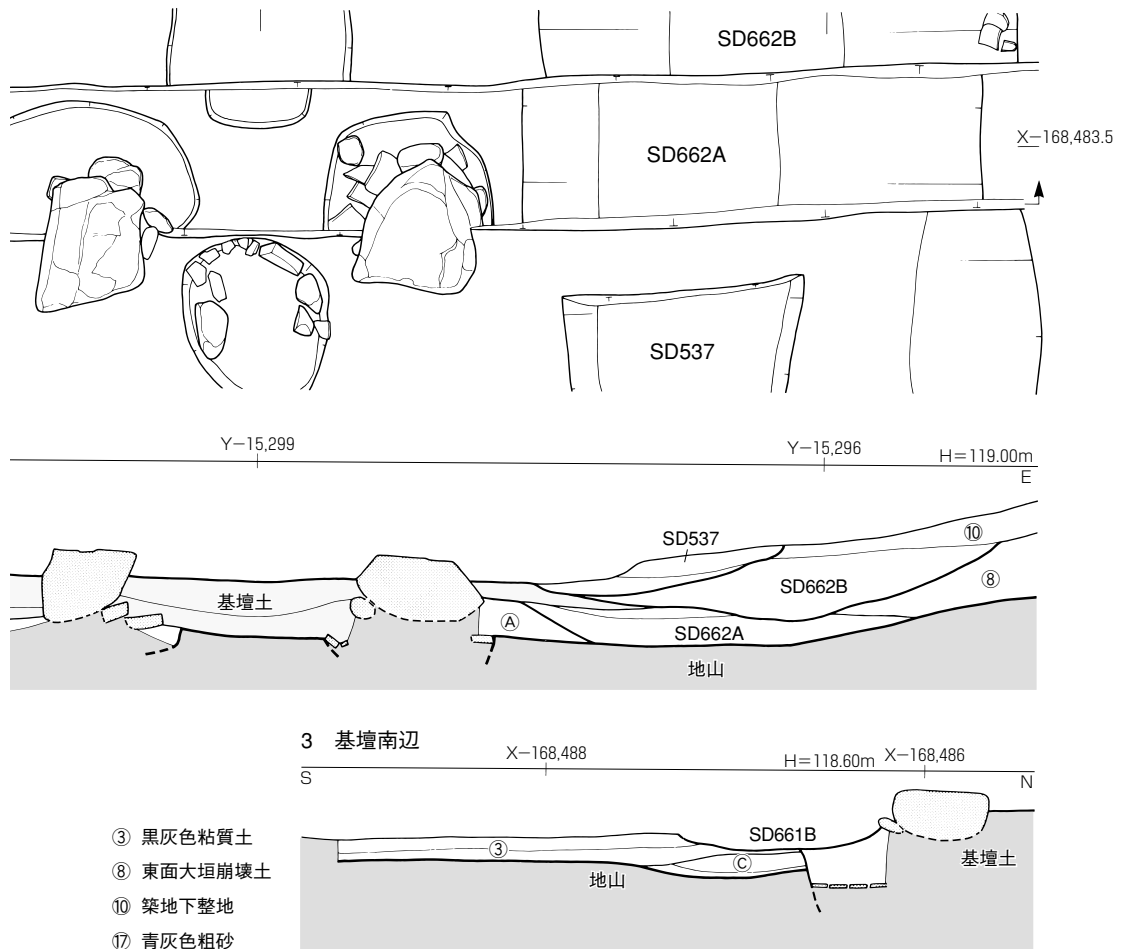 SD662B
SD662A
X−168,483.5
SD537
Y−15,299
Y−15,296
H=119.00m
E
SD537
⑩
SD662B
⑧
基壇土
Ⓐ
SD662A
地山
3 基壇南辺
X−168,488
H=118.60m X−168,486
S
N
SD661B
③
Ⓒ
基壇土
地山
③ 黒灰色粘質土
⑧ 東面大垣崩壊土
⑩ 築地下整地
⑰ 青灰色粗砂